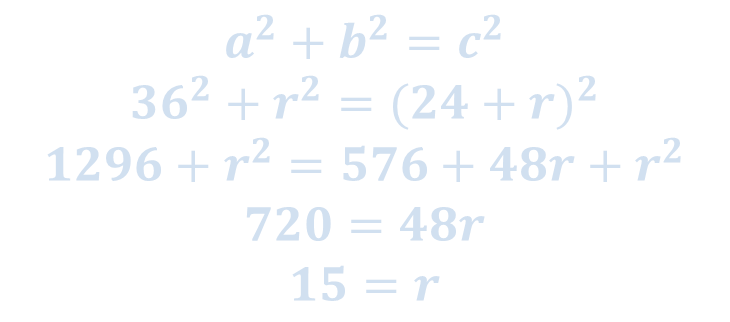 a² + b² = c²
36² + r² = (24 + r)²
1296 + r² = 576 + 48r + r²
720 = 48r
15 = r